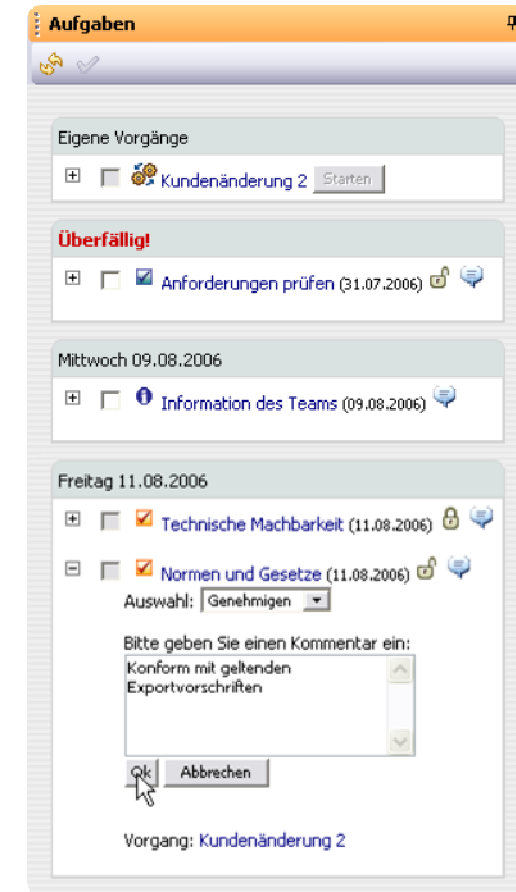 Aufgaben
Eigene Vorgänge
Kundenänderung 2 Starten
Überfällig!
Anforderungen prüfen (31.07.2006)
Mittwoch 09.08.2006
Information des Teams (09.08.2006)
Freitag 11.08.2006
Technische Machbarkeit (11.08.2006)
Normen und Gesetze (11.08.2006)
Auswahl: Genehmigen
Bitte geben Sie einen Kommentar ein:
Konform mit geltenden
Exportvorschriften
Ok Abbrechen
Vorgang: Kundenänderung 2